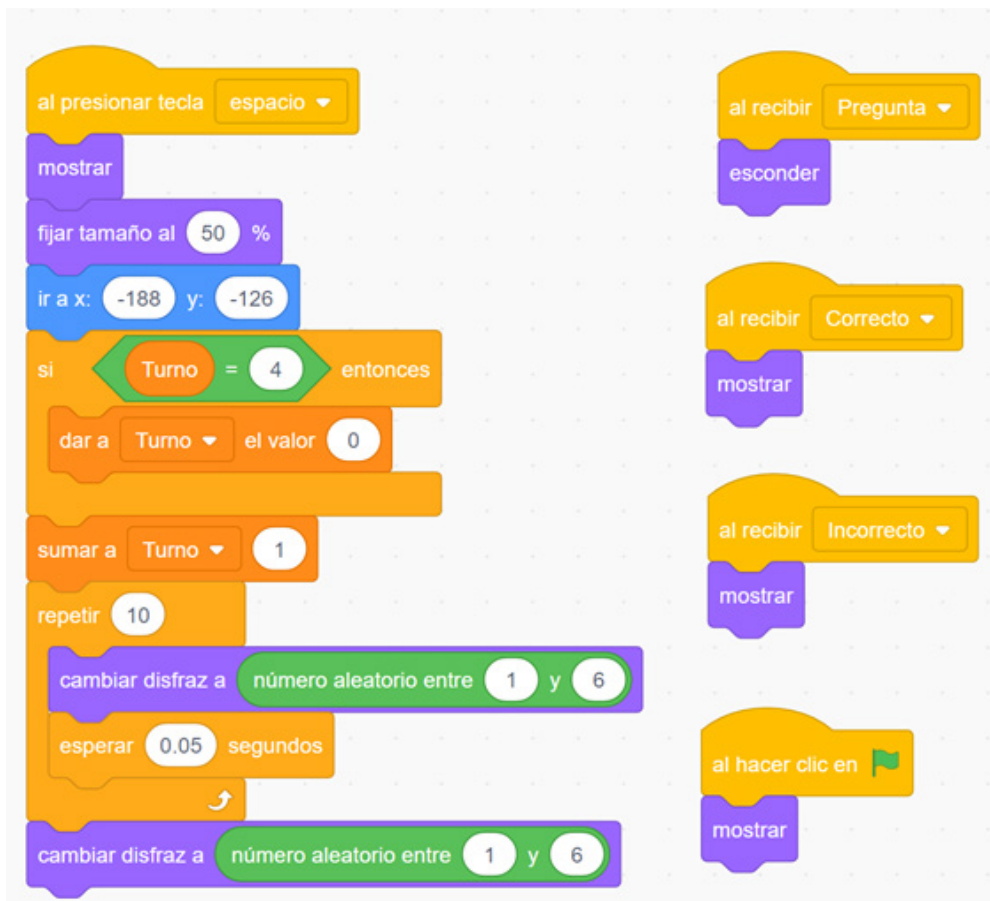 al presionar tecla espacio
mostrar
fijar tamaño al 50 %
ir a x: -188 y: -126
si Turno = 4 entonces
dar a Turno el valor 0
sumar a Turno 1
repetir 10
cambiar disfraz a número aleatorio entre 1 y 6
esperar 0.05 segundos
cambiar disfraz a número aleatorio entre 1 y 6
al recibir Pregunta
esconder
al recibir Correcto
mostrar
al recibir Incorrecto
mostrar
al hacer clic en
mostrar